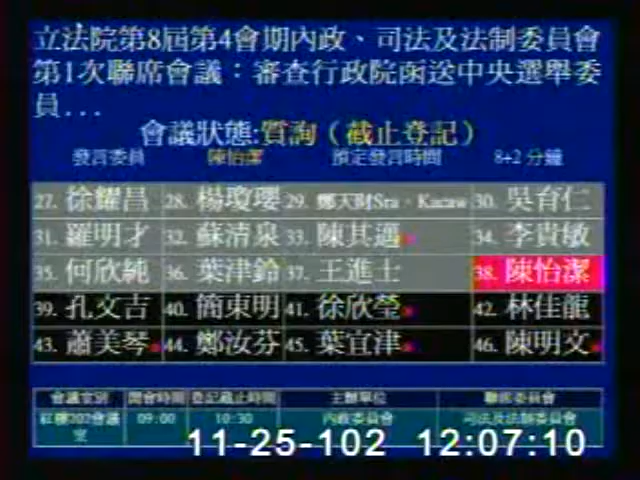 立法院第8屆第4會期內政、司法及法制委員會
第1次聯席會議：審查行政院函送中央選舉委
員...
會議狀態:質詢（截止登記）
發言委員 陳怡潔 預定發言時間 8+2 分鐘
27. 徐耀昌 28. 楊瓊瓔 29. 鄭天財Sra．Kacaw 30. 吳育仁
31. 羅明才 32. 蘇清泉 33. 陳其邁 34. 李貴敏
35. 何欣純 36. 葉津鈴 37. 王進士 38. 陳怡潔
39. 孔文吉 40. 簡東明 41. 徐欣瑩 42. 林佳龍
43. 蕭美琴 44. 鄭汝芬 45. 葉宜津 46. 陳明文
會議室別 開會時間 登記截止時間 主辦單位 聯席委員會
紅樓202會議 09:00 10:30 內政委員會 司法及法制委員會
室
11-25-102 12:07:10